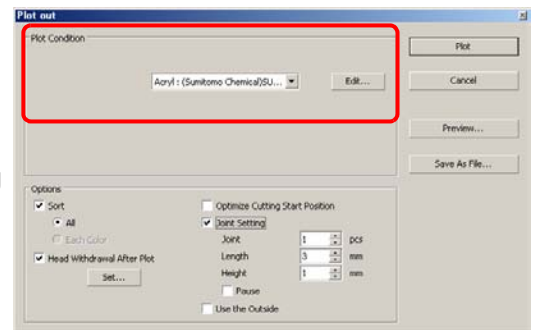 Plot out
Plot Condition
Acryl : (Sumitomo Chemical)SU...
Edit...
Plot
Cancel
Preview...
Save As File...
Options
Sort
All
Each Color
Head Withdrawal After Plot
Set...
Optimize Cutting Start Position
Joint Setting
Joint 1 pcs
Length 3 mm
Height 1 mm
Pause
Use the Outside